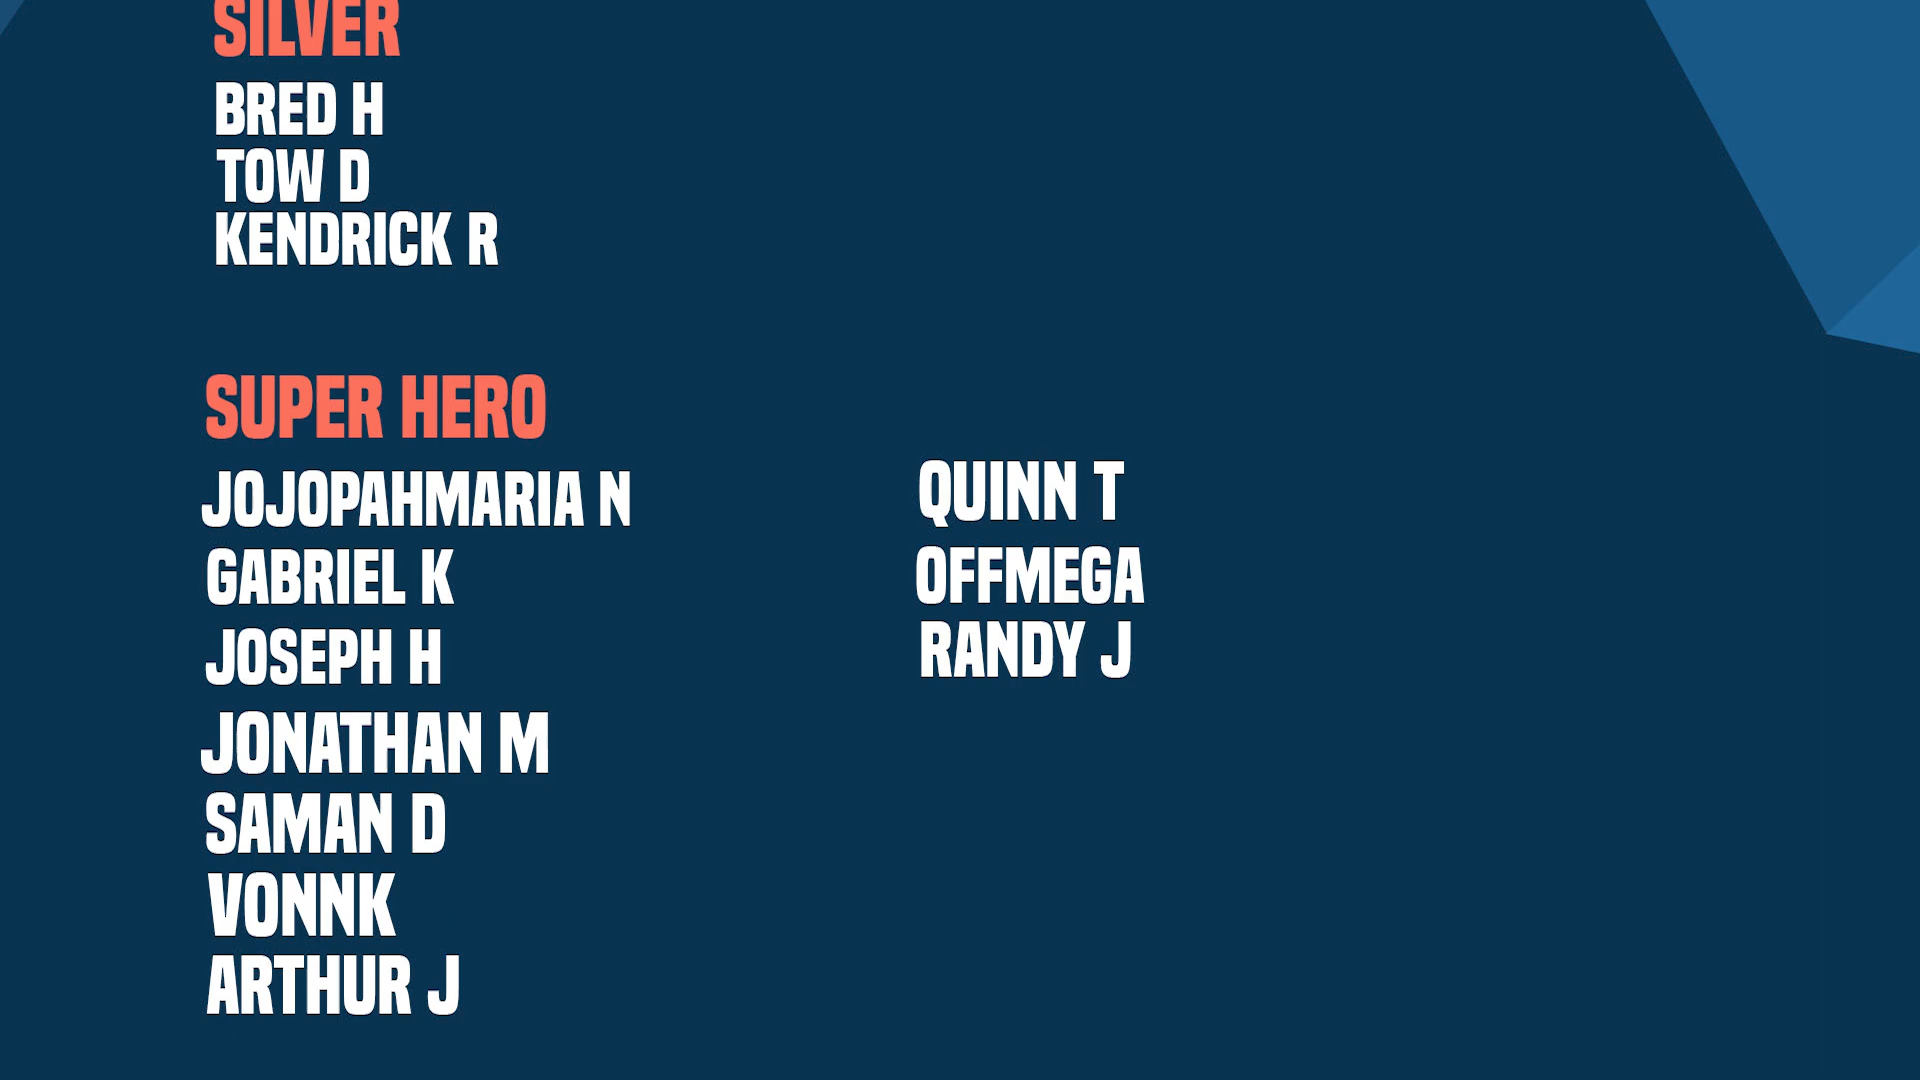 SILVER
BRED H
TOW D
KENDRICK R
SUPER HERO
JOJOPAHMARIA N
GABRIEL K
JOSEPH H
JONATHAN M
SAMAN D
VONNK
ARTHUR J
QUINN T
OFFMEGA
RANDY J